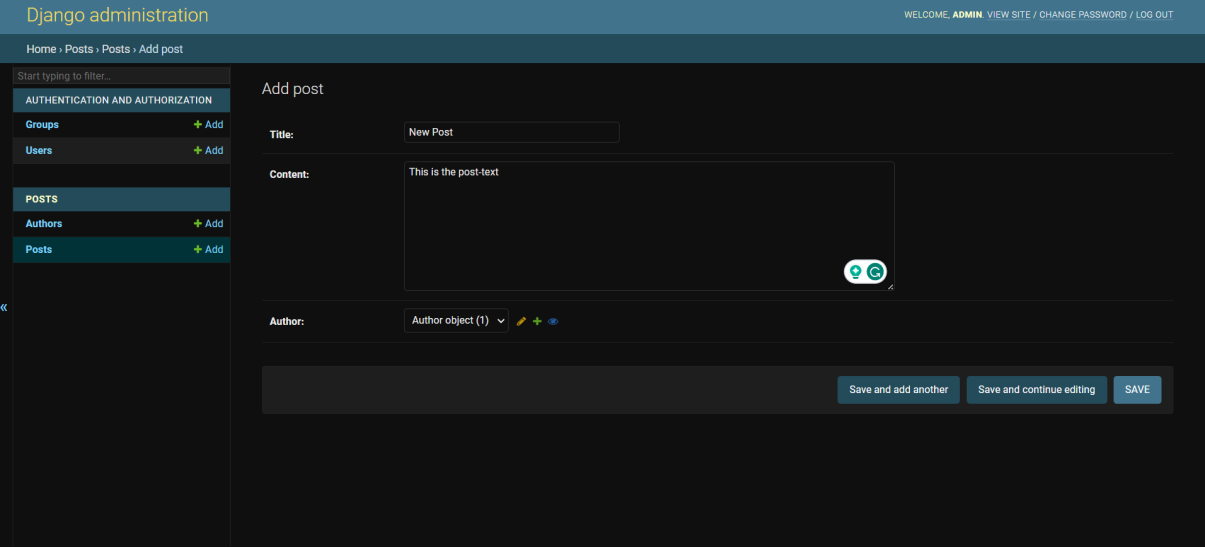 Django administration
WELCOME, ADMIN. VIEW SITE / CHANGE PASSWORD / LOG OUT
Home › Posts › Posts › Add post
Start typing to filter...
AUTHENTICATION AND AUTHORIZATION
Groups + Add
Users + Add
POSTS
Authors + Add
Posts + Add
«
Add post
Title: New Post
Content: This is the post-text
Author: Author object (1)
Save and add another Save and continue editing SAVE